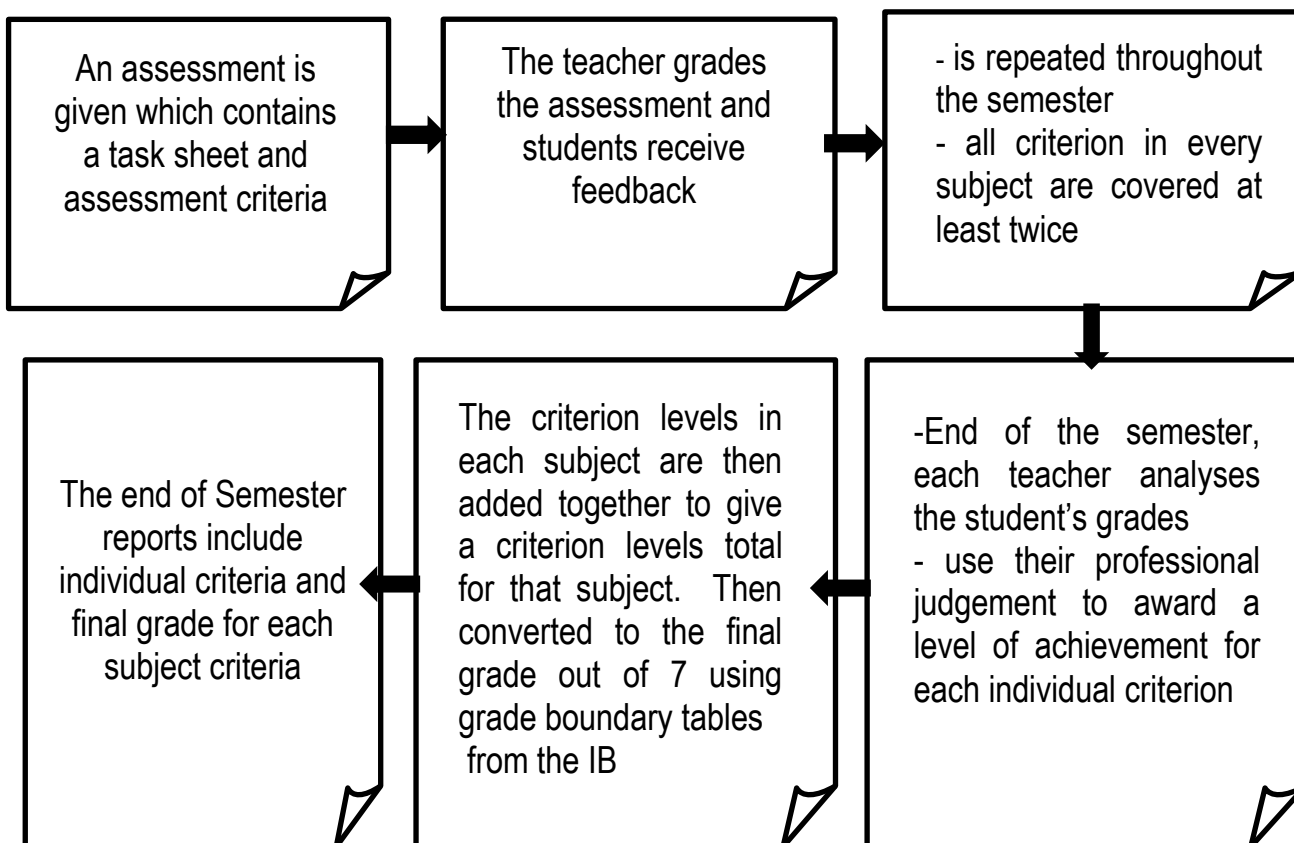 An assessment is
given which contains
a task sheet and
assessment criteria
The teacher grades
the assessment and
students receive
feedback
- is repeated throughout
the semester
- all criterion in every
subject are covered at
least twice
-End of the semester,
each teacher analyses
the student’s grades
- use their professional
judgement to award a
level of achievement for
each individual criterion
The criterion levels in
each subject are then
added together to give
a criterion levels total
for that subject. Then
converted to the final
grade out of 7 using
grade boundary tables
from the IB
The end of Semester
reports include
individual criteria and
final grade for each
subject criteria